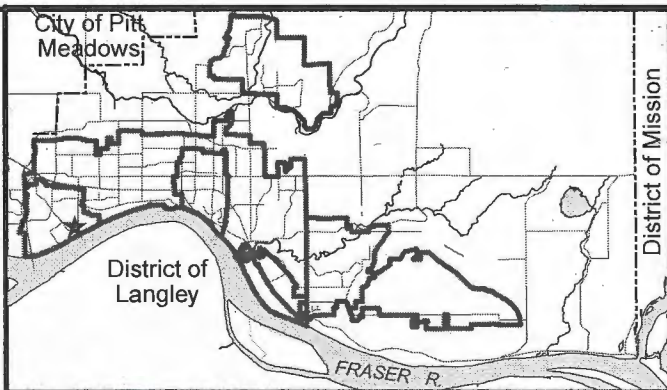 City of Pitt
Meadows
District of Mission
District of
Langley
FRASER R.